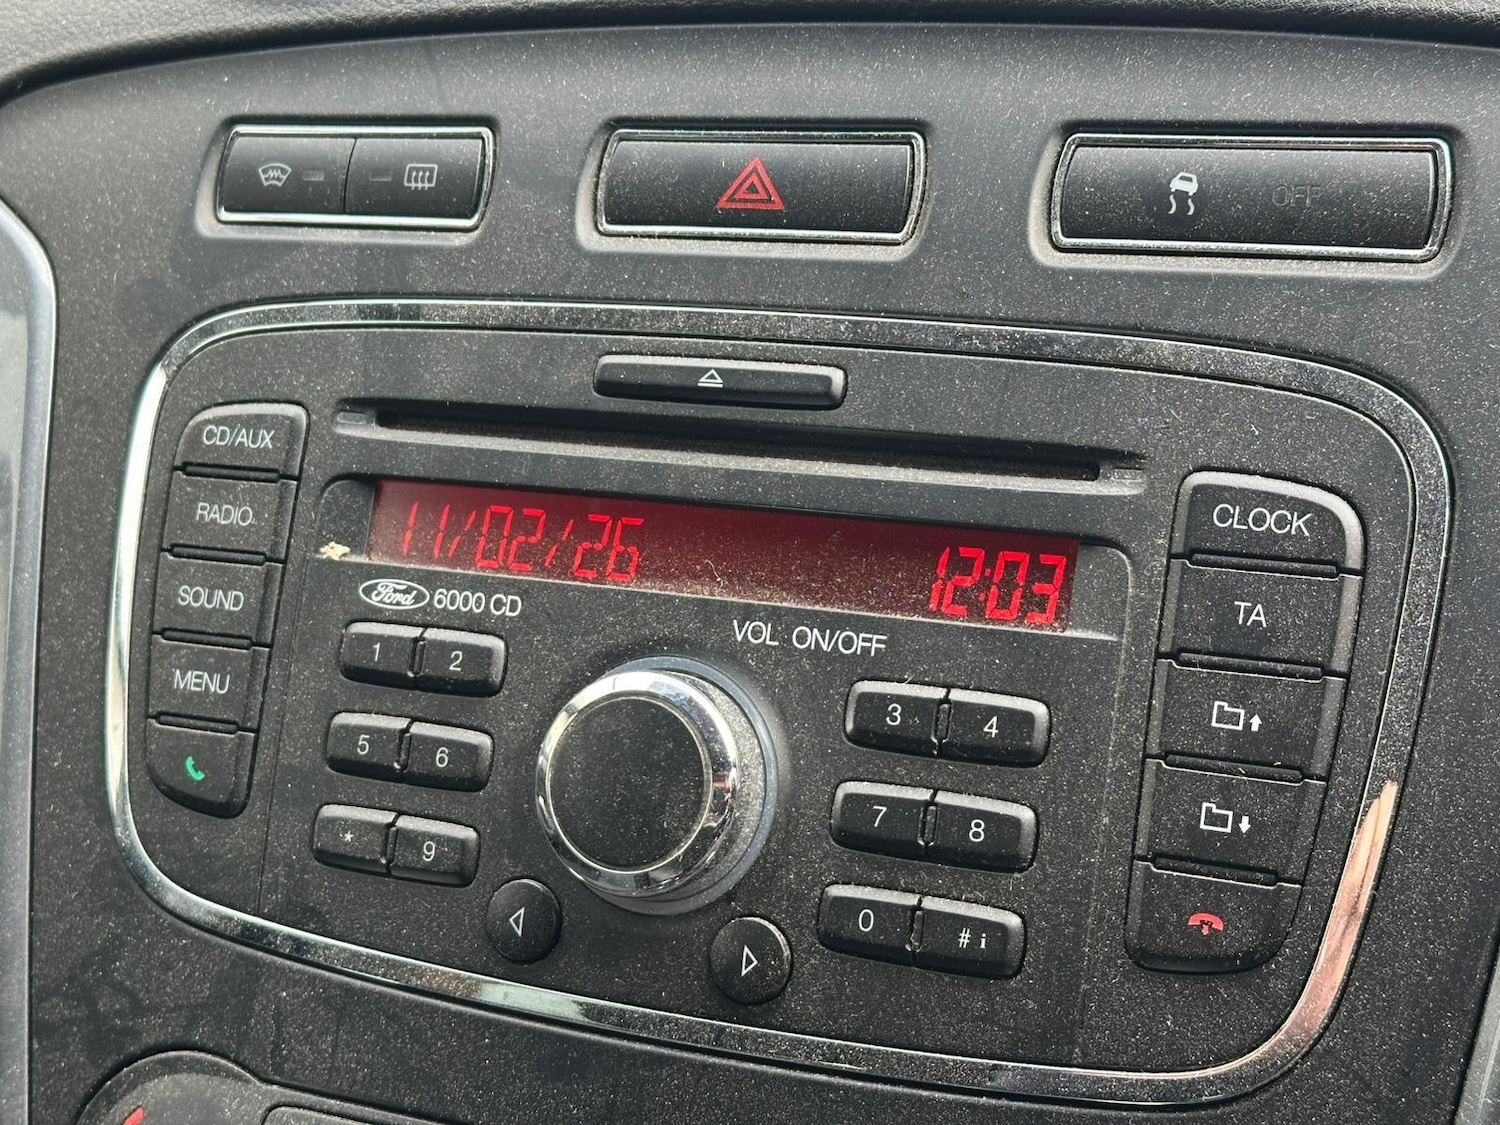 OFF
CD/AUX
RADIO
SOUND
MENU
11/02/26 12:03
Ford 6000 CD
VOL ON/OFF
1 2
5 6
* 9
3 4
7 8
0 # i
CLOCK
TA